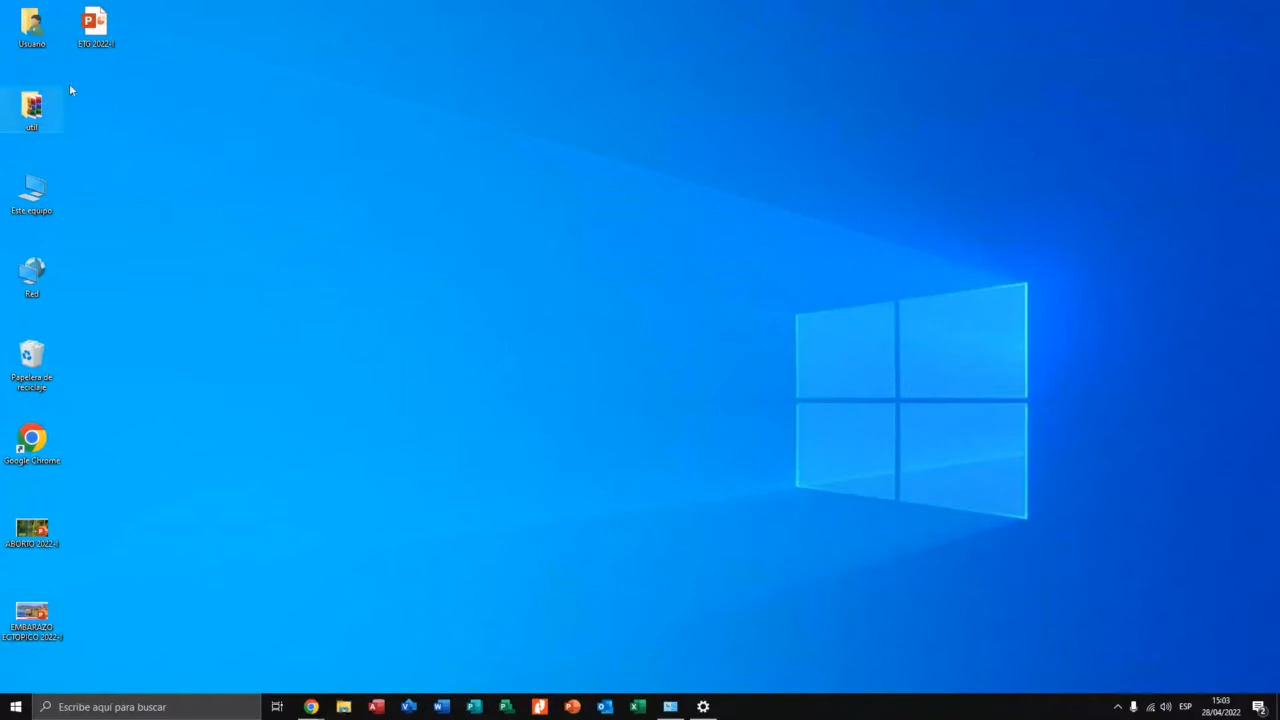 Usuario
ETG 2022-I
util
Este equipo
Red
Papelera de
reciclaje
Google Chrome
ABORTO 2022-I
EMBARAZO
ECTOPICO 2022-I
Escribe aquí para buscar
ESP
15:03
28/04/2022
2